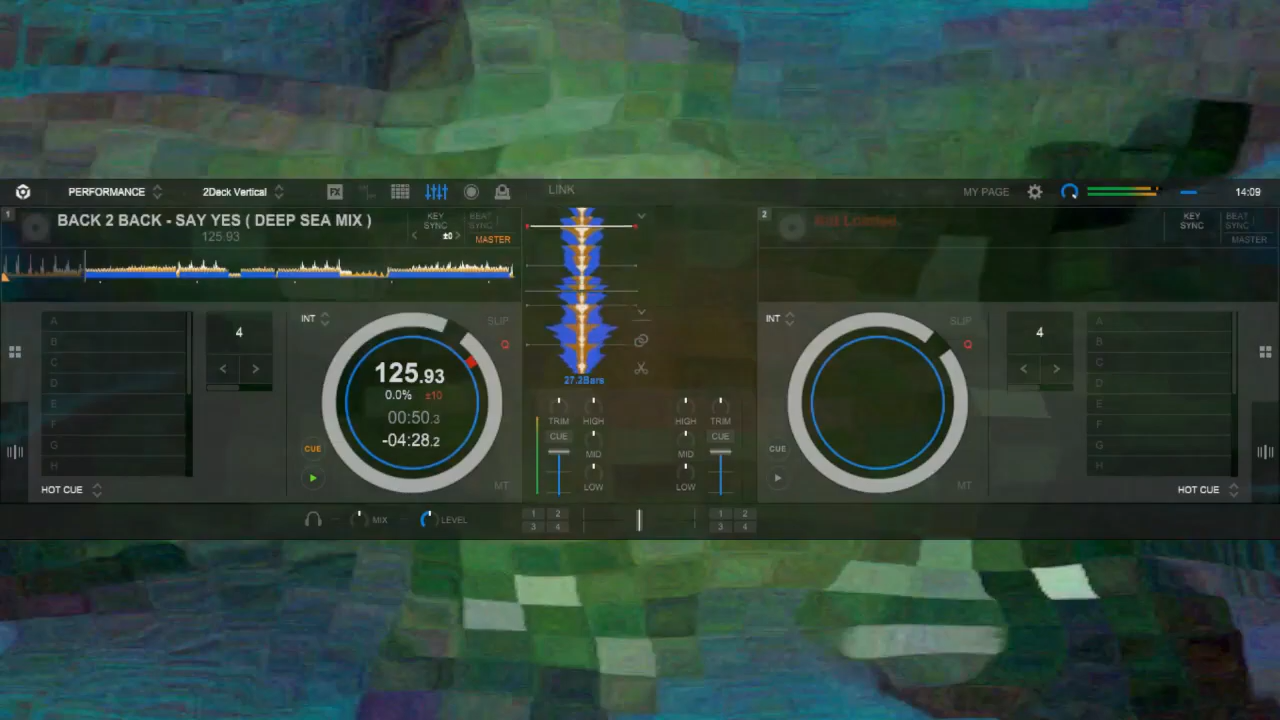 PERFORMANCE 2Deck Vertical FX LINK MY PAGE 14:09
1 BACK 2 BACK - SAY YES ( DEEP SEA MIX ) KEY SYNC BEAT SYNC
125.93 ±0 MASTER
2 Not Loaded. KEY SYNC BEAT SYNC
MASTER
INT SLIP
A
B
C
D
E
F
G
H
4
Q
125.93
0.0% ±10
00:50.3
-04:28.2
CUE
MT
HOT CUE
27.2Bars
TRIM HIGH HIGH TRIM
CUE CUE
MID MID
LOW LOW
INT SLIP
Q
CUE
MT
4
A
B
C
D
E
F
G
H
HOT CUE
MIX LEVEL
1 2 1 2
3 4 3 4